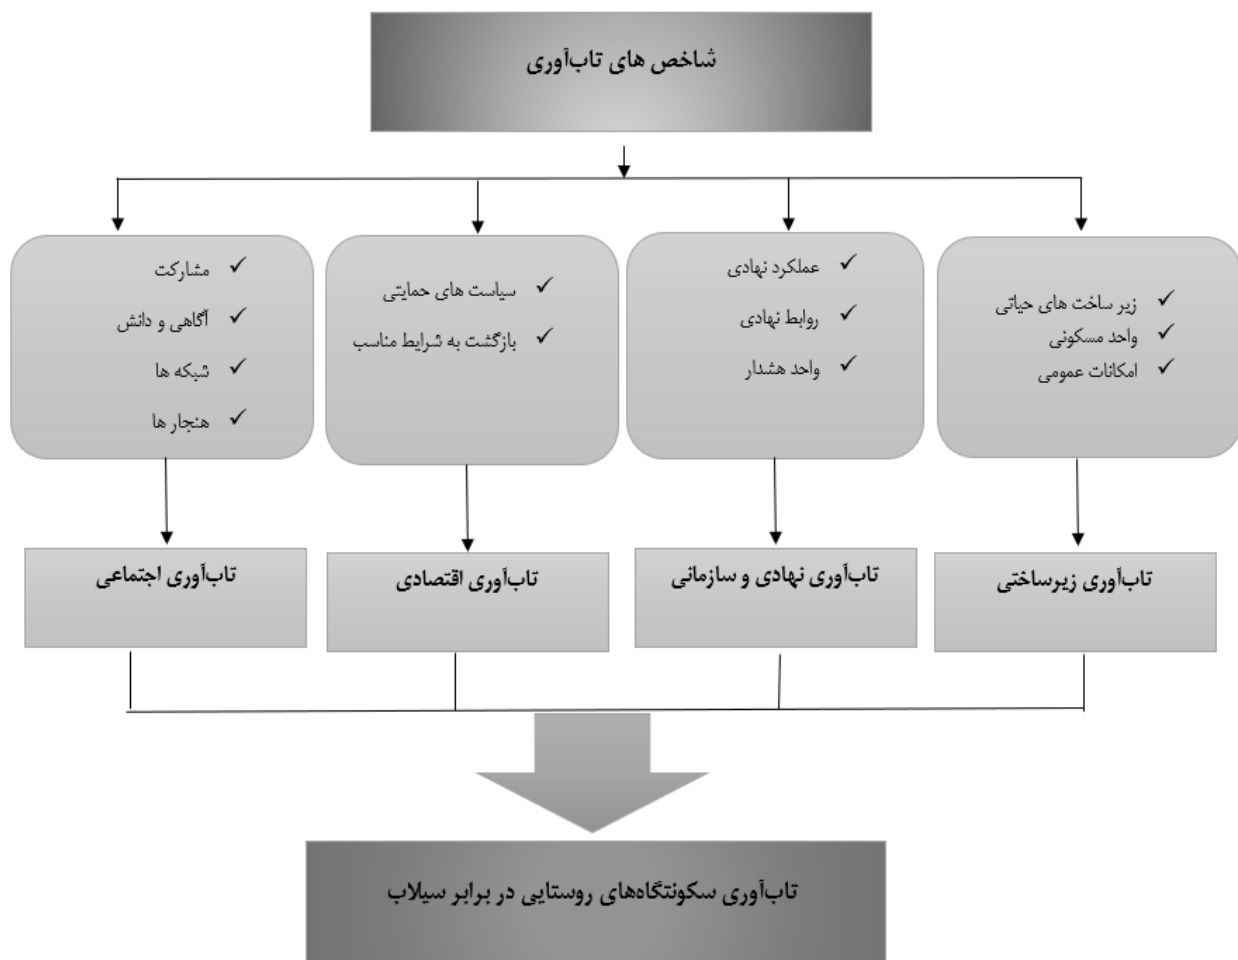 شاخص های تاب‌آوری
زیر ساخت های حیاتی
واحد مسکونی
امکانات عمومی
عملکرد نهادی
روابط نهادی
واحد هشدار
سیاست های حمایتی
بازگشت به شرایط مناسب
مشارکت
آگاهی و دانش
شبکه ها
هنجار ها
تاب‌آوری زیرساختی
تاب‌آوری نهادی و سازمانی
تاب‌آوری اقتصادی
تاب‌آوری اجتماعی
تاب‌آوری سکونتگاه‌های روستایی در برابر سیلاب